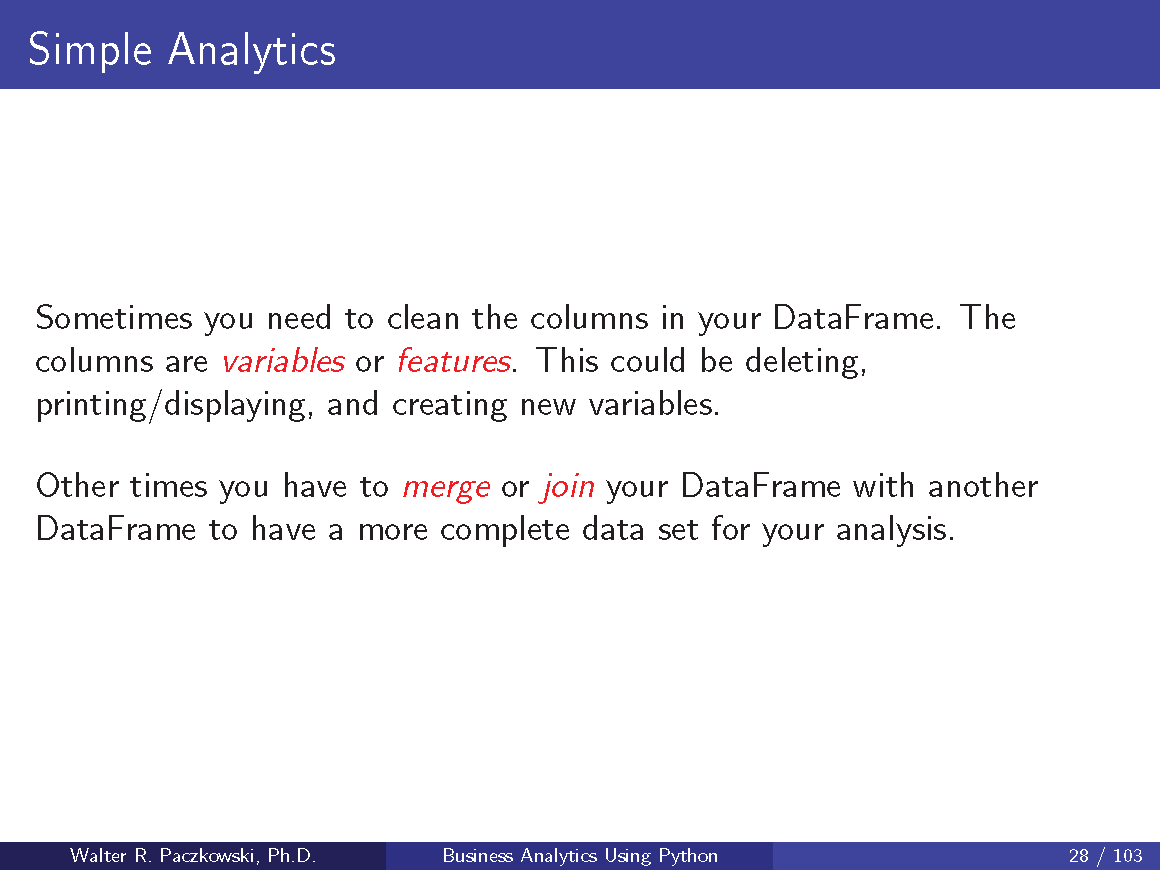 Simple Analytics
Sometimes you need to clean the columns in your DataFrame. The
columns are variables or features. This could be deleting,
printing/displaying, and creating new variables.
Other times you have to merge or join your DataFrame with another
DataFrame to have a more complete data set for your analysis.
Walter R. Paczkowski, Ph.D.
Business Analytics Using Python
28 / 103